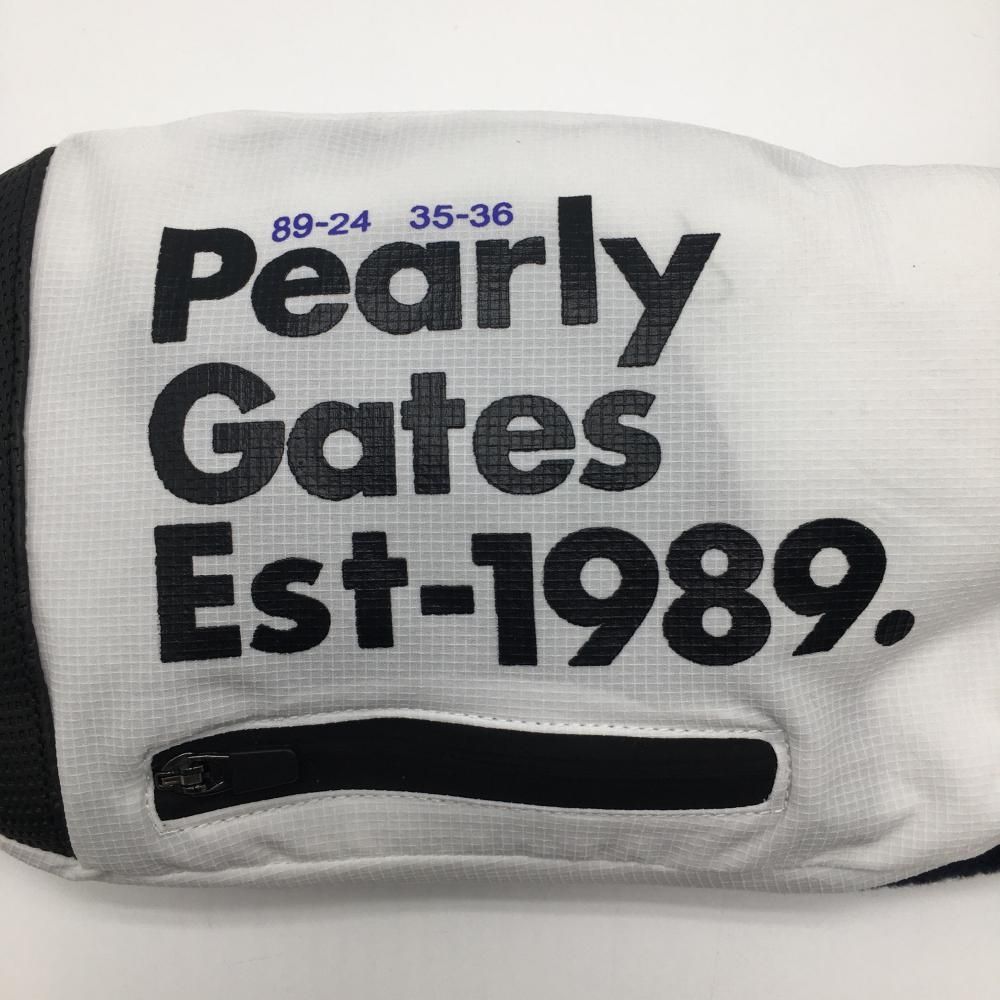 89-24 35-36
Pearly
Gates
Est-1989.